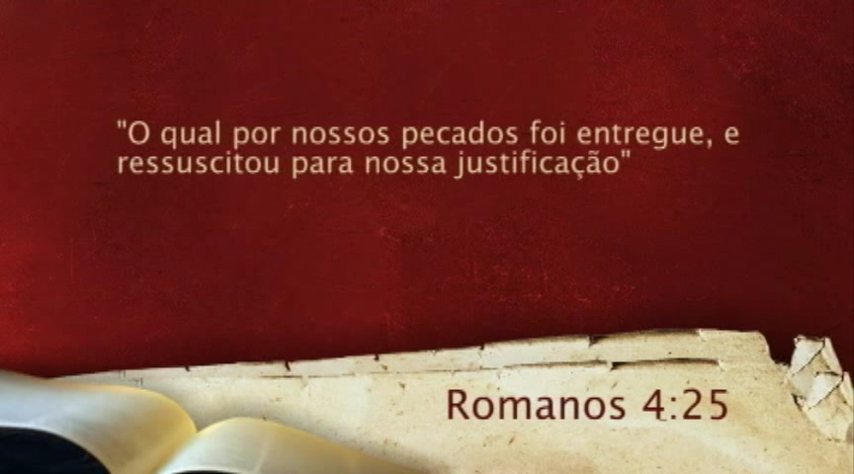 "O qual por nossos pecados foi entregue, e
ressuscitou para nossa justificação"
Romanos 4:25